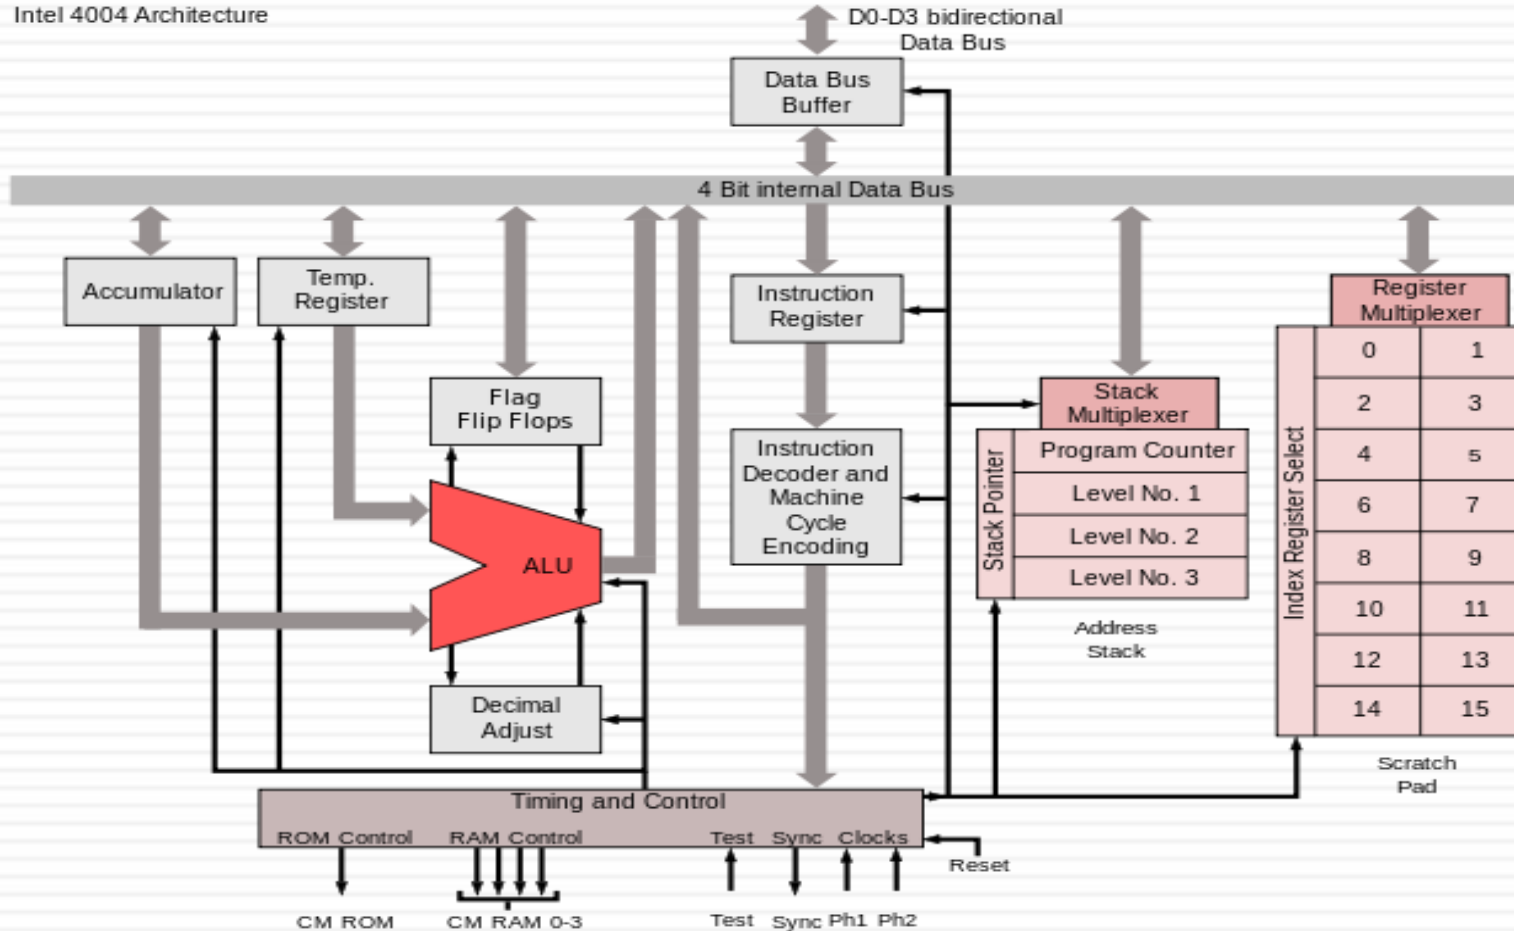 Intel 4004 Architecture
D0-D3 bidirectional
Data Bus
Data Bus
Buffer
4 Bit internal Data Bus
Accumulator
Temp.
Register
Instruction
Register
Register
Multiplexer
Flag
Flip Flops
Stack
Multiplexer
Instruction
Decoder and
Machine
Cycle
Encoding
Stack Pointer
Program Counter
Level No. 1
Level No. 2
Level No. 3
Address
Stack
Index Register Select
0 1
2 3
4 5
6 7
8 9
10 11
12 13
14 15
Scratch
Pad
ALU
Decimal
Adjust
Timing and Control
ROM Control RAM Control Test Sync Clocks
Reset
CM ROM CM RAM 0-3 Test Sync Ph1 Ph2